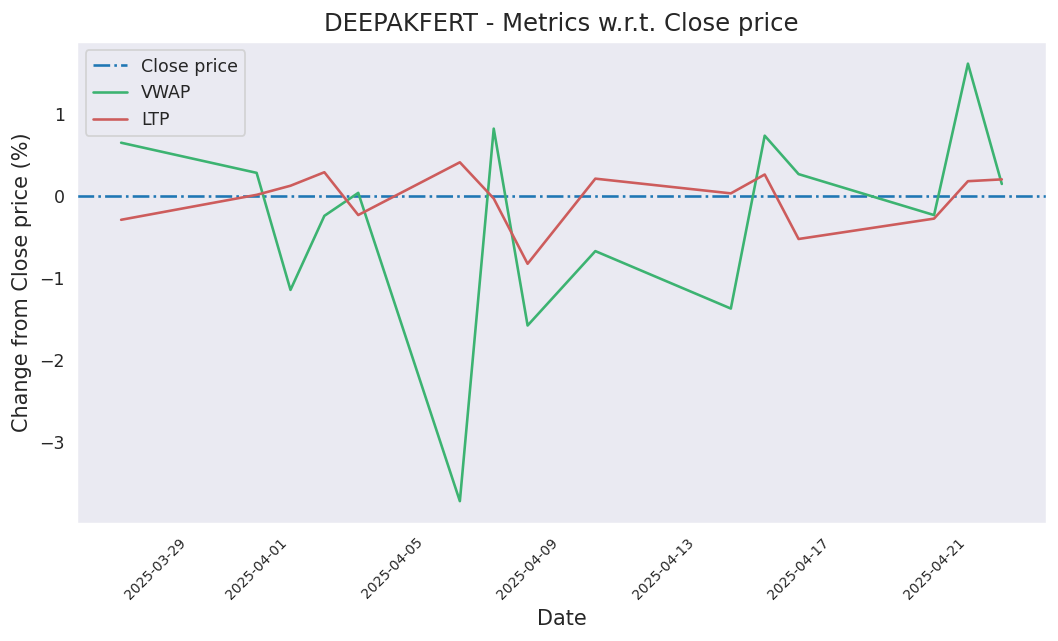 DEEPAKFERT - Metrics w.r.t. Close price
Close price
VWAP
LTP
Change from Close price (%)
1
0
−1
−2
−3
2025-03-29
2025-04-01
2025-04-05
2025-04-09
2025-04-13
2025-04-17
2025-04-21
Date